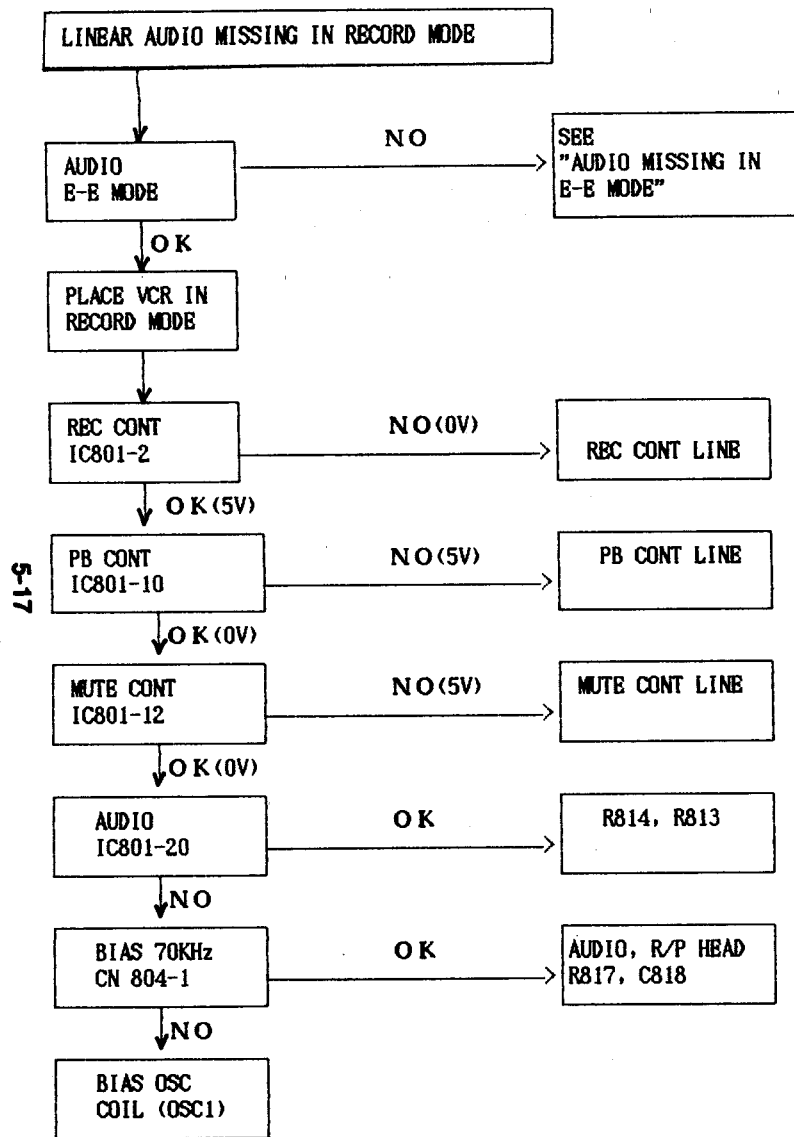 LINEAR AUDIO MISSING IN RECORD MODE
AUDIO
E-E MODE
NO
SEE
"AUDIO MISSING IN
E-E MODE"
OK
PLACE VCR IN
RECORD MODE
REC CONT
IC801-2
NO(0V)
REC CONT LINE
OK(5V)
PB CONT
IC801-10
NO(5V)
PB CONT LINE
OK(0V)
MUTE CONT
IC801-12
NO(5V)
MUTE CONT LINE
OK(0V)
AUDIO
IC801-20
OK
R814, R813
NO
BIAS 70KHz
CN 804-1
OK
AUDIO, R/P HEAD
R817, C818
NO
BIAS OSC
COIL (OSC1)
5-17